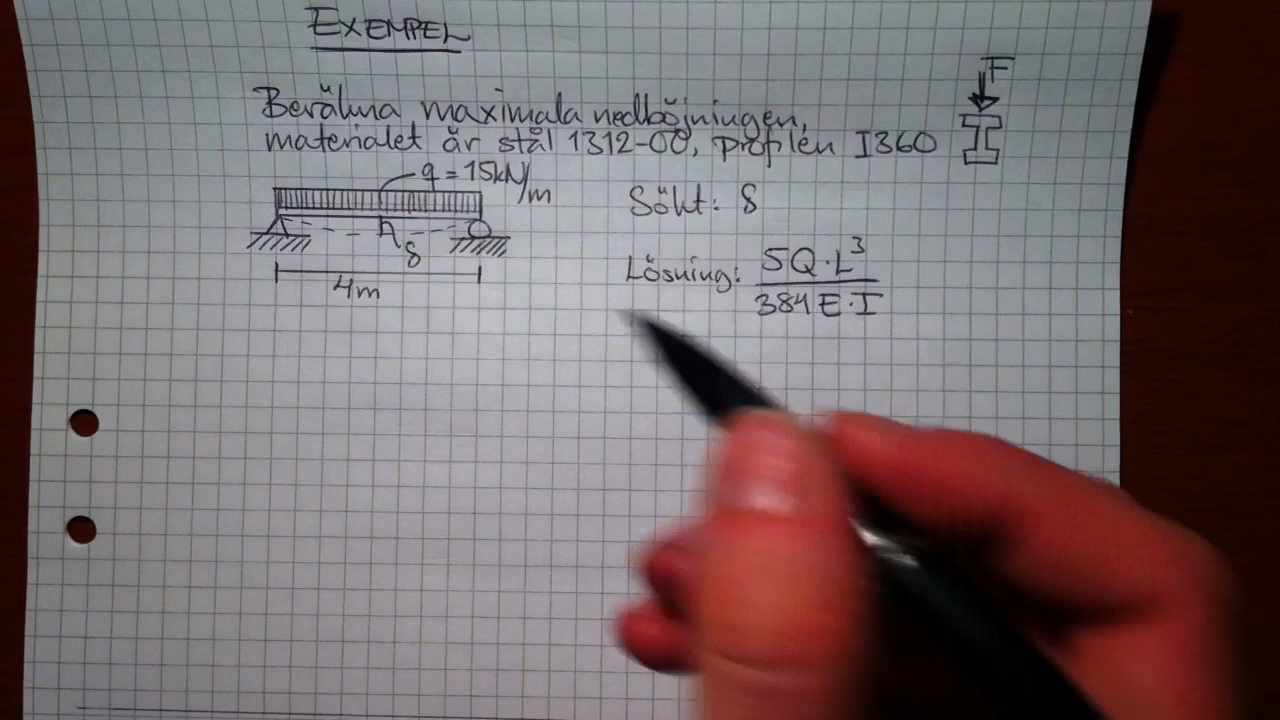 EXEMPEL
F
Beräkna maximala nedböjningen,
materialet är stål 1312-00, profilen I360
q = 15kN/m
Sökt: δ
δ
Lösning: 5Q·L³
384E·I
4m